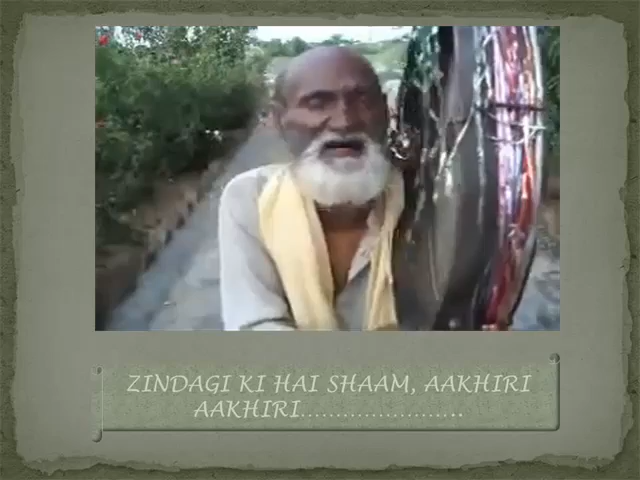 ZINDAGI KI HAI SHAAM, AAKHIRI
AAKHIRI…………………..